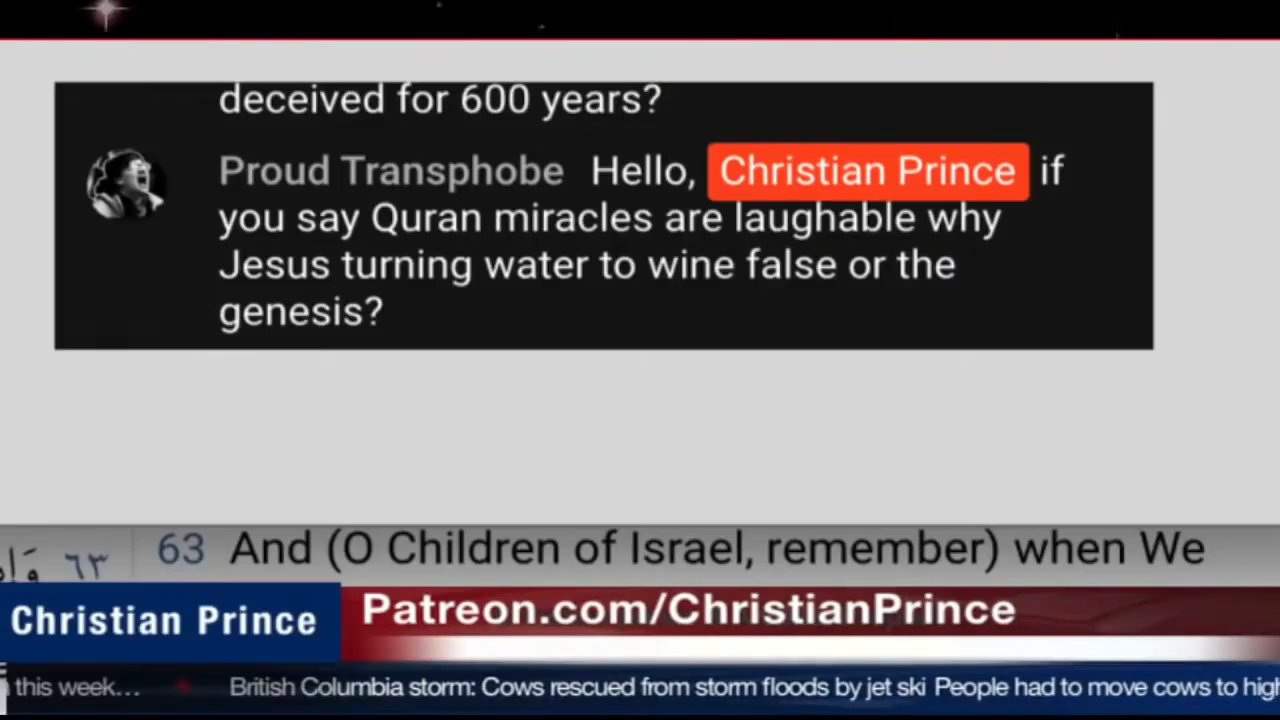 deceived for 600 years?
Proud Transphobe Hello, Christian Prince if
you say Quran miracles are laughable why
Jesus turning water to wine false or the
genesis?
٦٣ 63 And (O Children of Israel, remember) when We
Christian Prince Patreon.com/ChristianPrince
this week... British Columbia storm: Cows rescued from storm floods by jet ski People had to move cows to hig